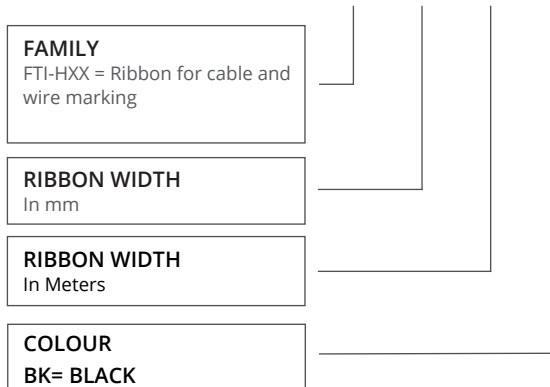 FAMILY
FTI-HXX = Ribbon for cable and
wire marking
RIBBON WIDTH
In mm
RIBBON WIDTH
In Meters
COLOUR
BK= BLACK